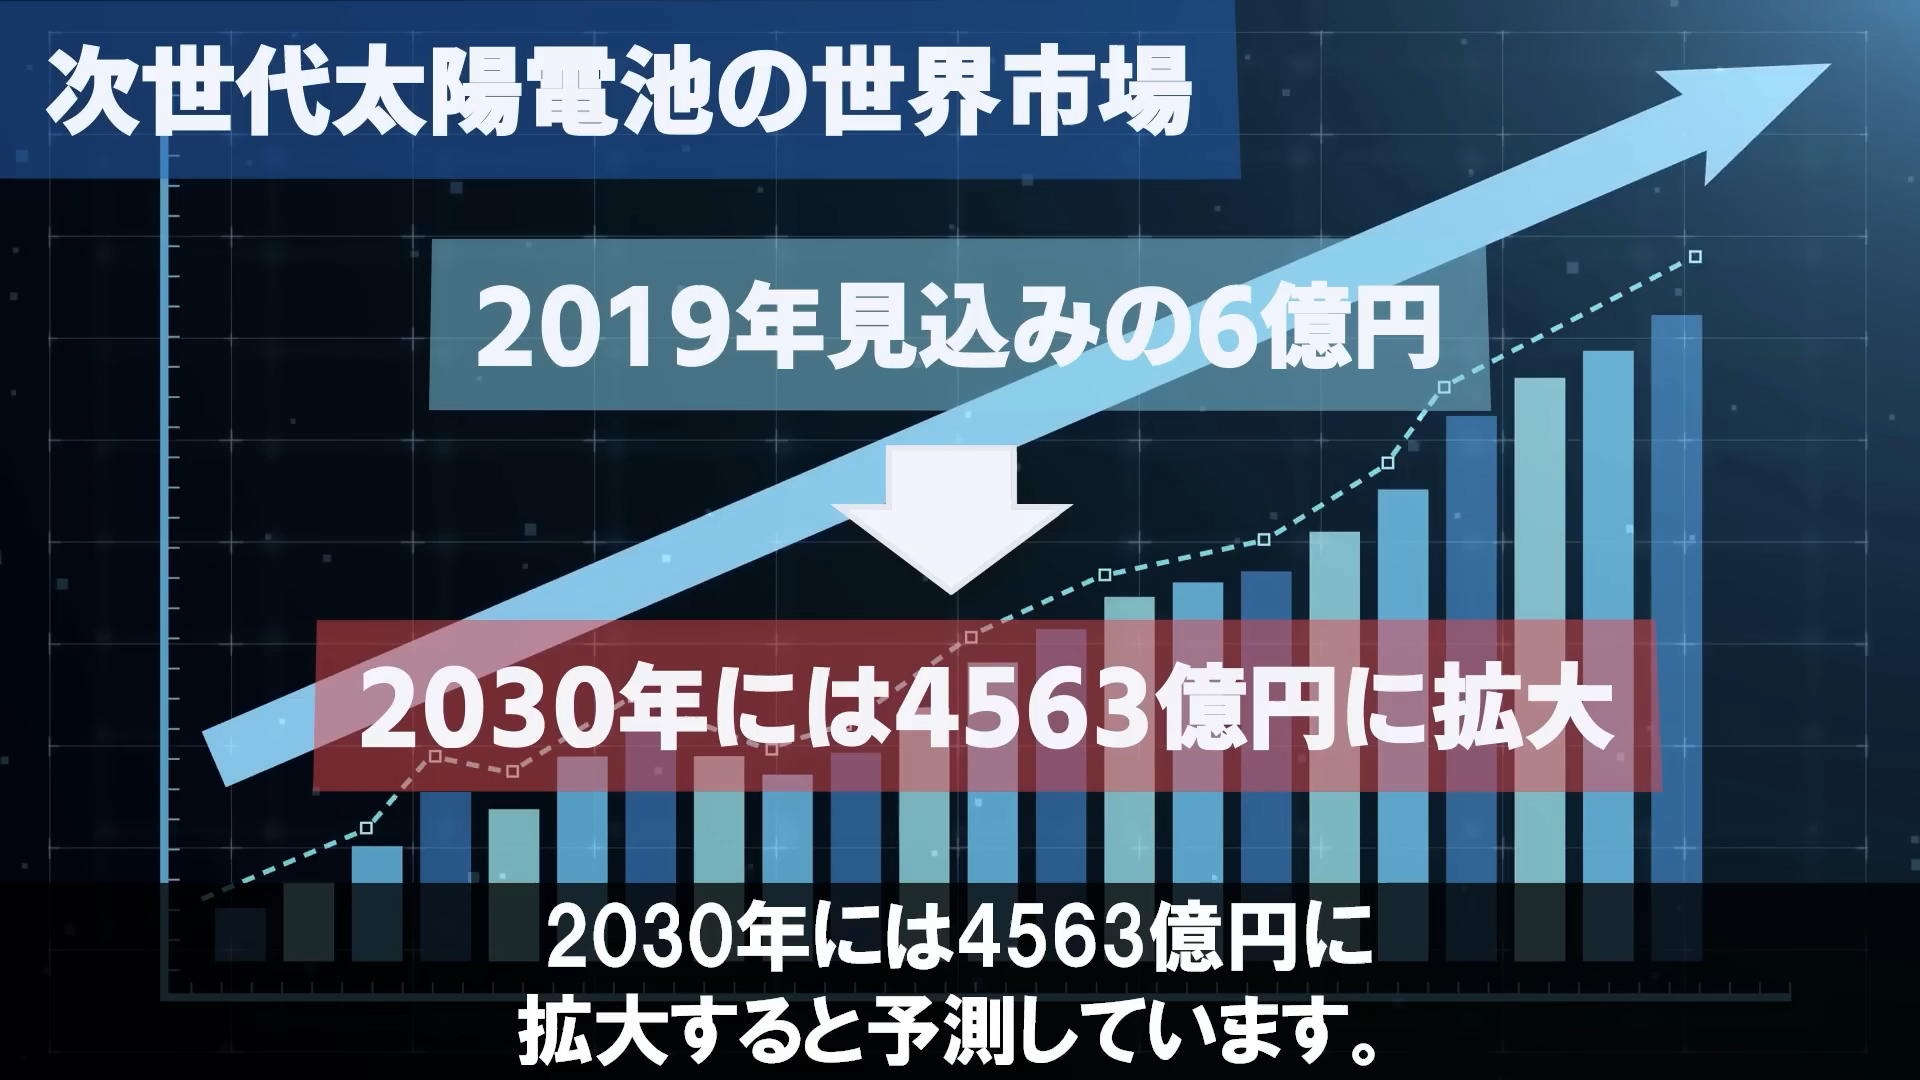 次世代太陽電池の世界市場
2019年見込みの6億円
2030年には4563億円に拡大
2030年には4563億円に
拡大すると予測しています。